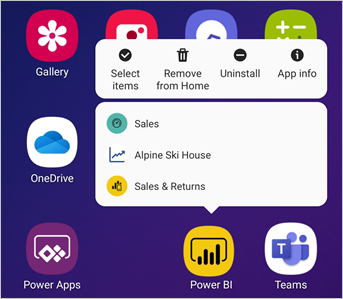 Gallery
Select items
Remove from Home
Uninstall
App info
Sales
OneDrive
Alpine Ski House
Sales & Returns
Power Apps
Power BI
Teams